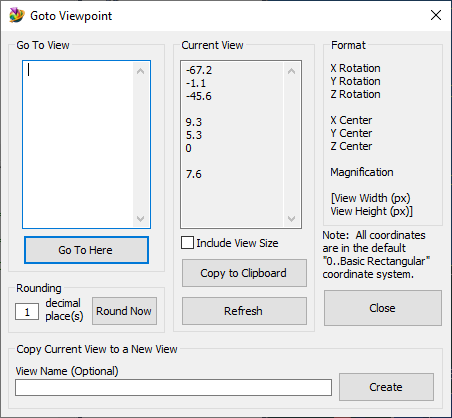 Goto Viewpoint
Go To View
Go To Here
Current View
-67.2
-1.1
-45.6
9.3
5.3
0
7.6
Include View Size
Copy to Clipboard
Refresh
Format
X Rotation
Y Rotation
Z Rotation
X Center
Y Center
Z Center
Magnification
[View Width (px)
View Height (px)]
Note:  All coordinates
are in the default
"0..Basic Rectangular"
coordinate system.
Close
Rounding
1
decimal
place(s)
Round Now
Copy Current View to a New View
View Name (Optional)
Create